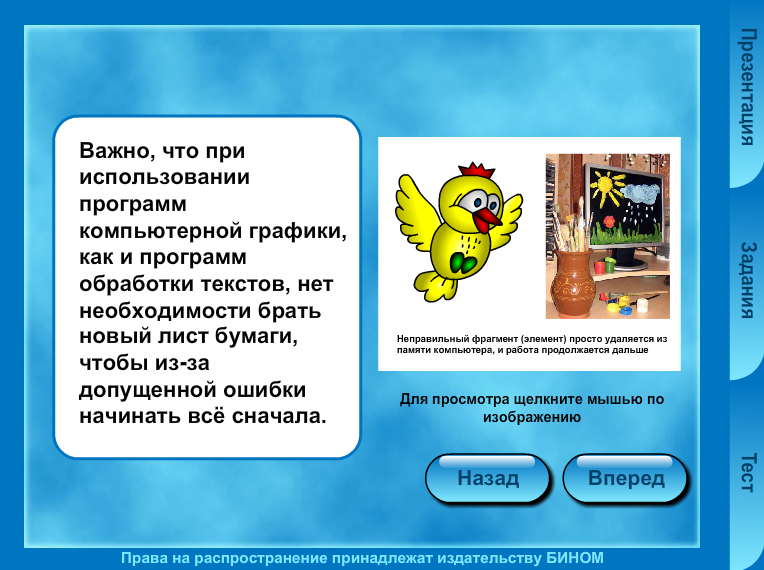 Важно, что при
использовании
программ
компьютерной графики,
как и программ
обработки текстов, нет
необходимости брать
новый лист бумаги,
чтобы из-за
допущенной ошибки
начинать всё сначала.
Неправильный фрагмент (элемент) просто удаляется из
памяти компьютера, и работа продолжается дальше
Для просмотра щелкните мышью по
изображению
Назад
Вперед
Презентация
Задания
Тест
Права на распространение принадлежат издательству БИНОМ